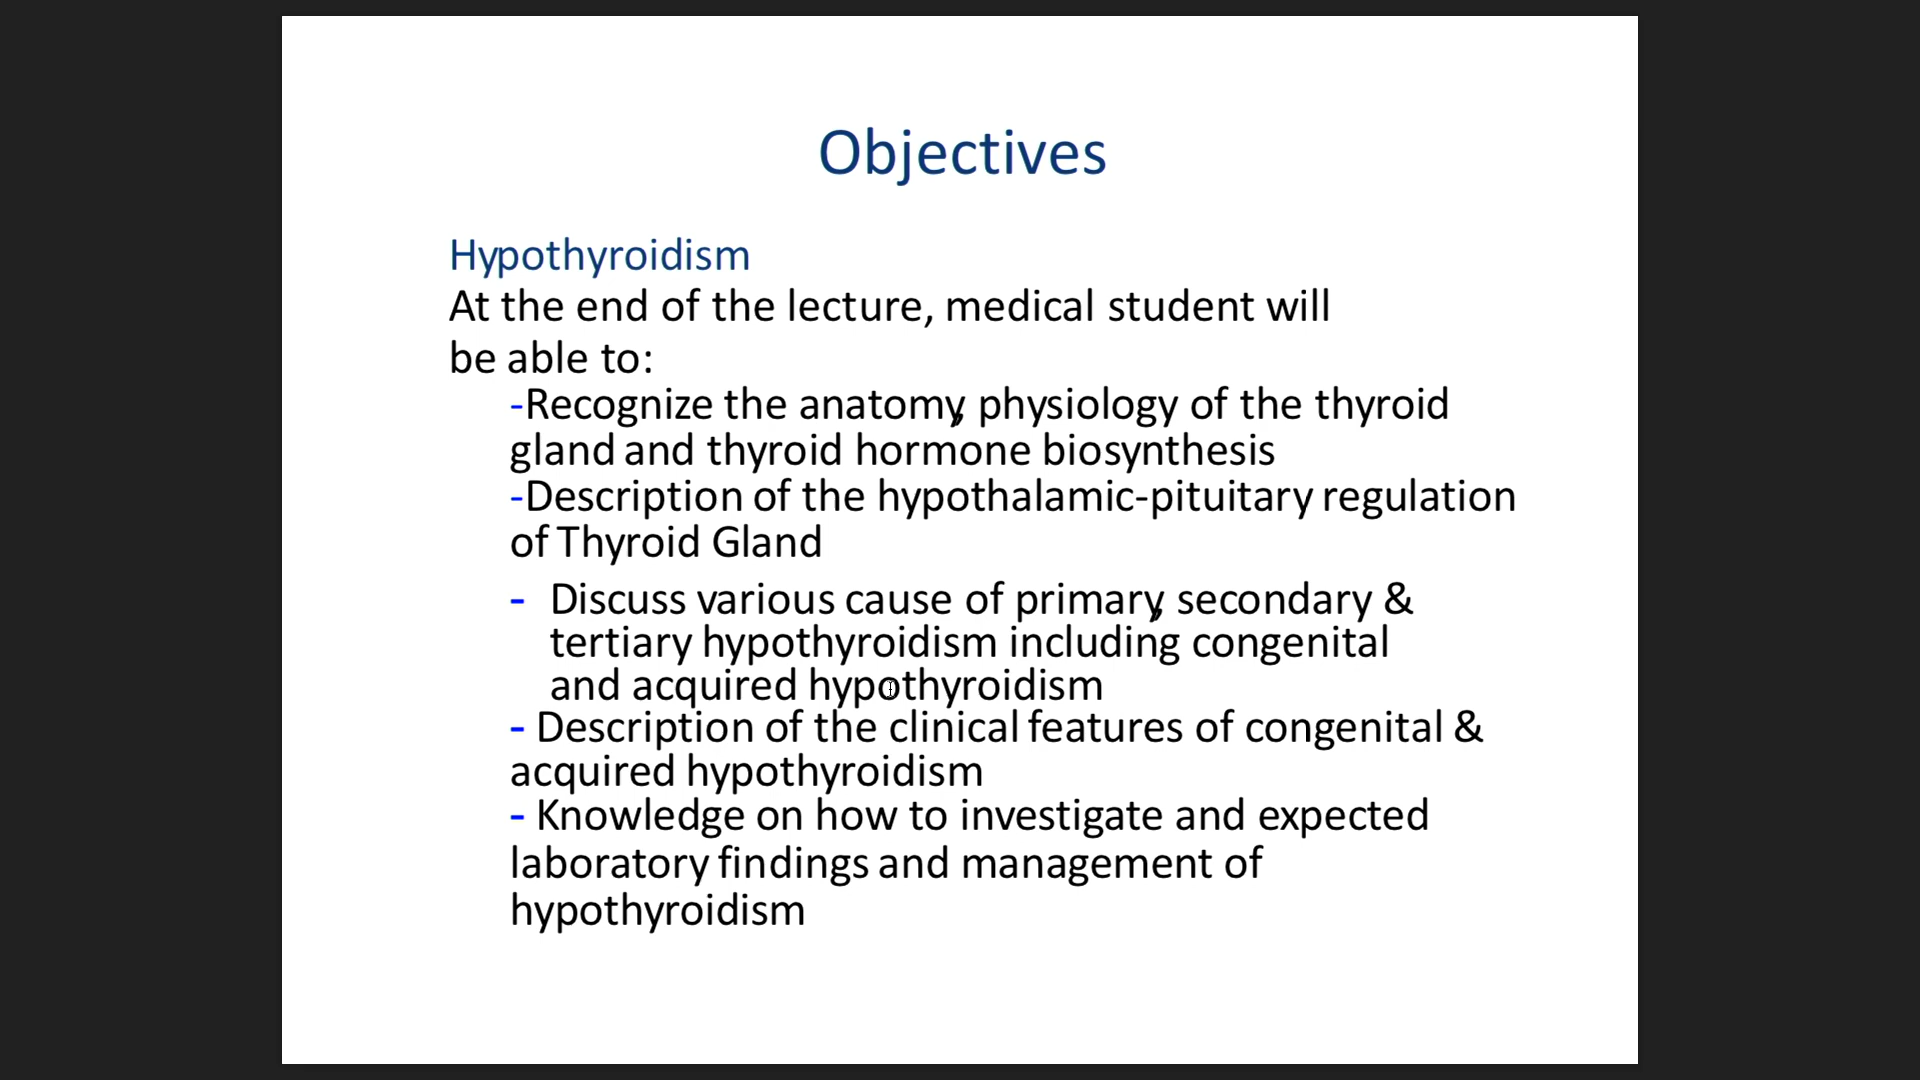 Objectives
Hypothyroidism
At the end of the lecture, medical student will
be able to:
-Recognize the anatomy, physiology of the thyroid
gland and thyroid hormone biosynthesis
-Description of the hypothalamic-pituitary regulation
of Thyroid Gland
- Discuss various cause of primary, secondary &
tertiary hypothyroidism including congenital
and acquired hypothyroidism
- Description of the clinical features of congenital &
acquired hypothyroidism
- Knowledge on how to investigate and expected
laboratory findings and management of
hypothyroidism